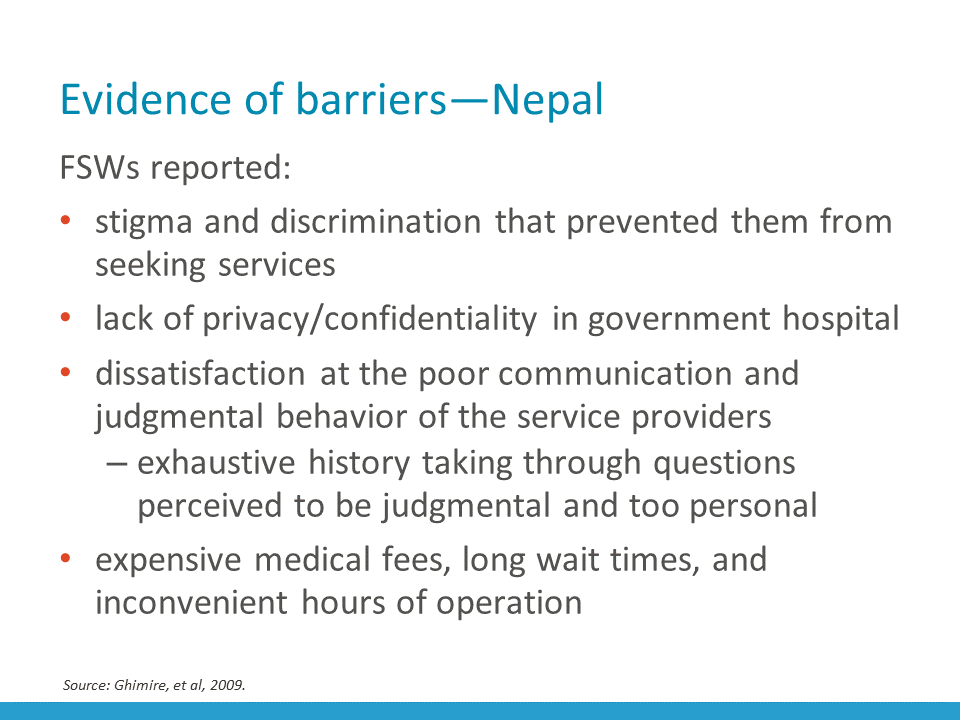 Evidence of barriers—Nepal
FSWs reported:
• stigma and discrimination that prevented them from
seeking services
• lack of privacy/confidentiality in government hospital
• dissatisfaction at the poor communication and
judgmental behavior of the service providers
– exhaustive history taking through questions
perceived to be judgmental and too personal
• expensive medical fees, long wait times, and
inconvenient hours of operation
Source: Ghimire, et al, 2009.